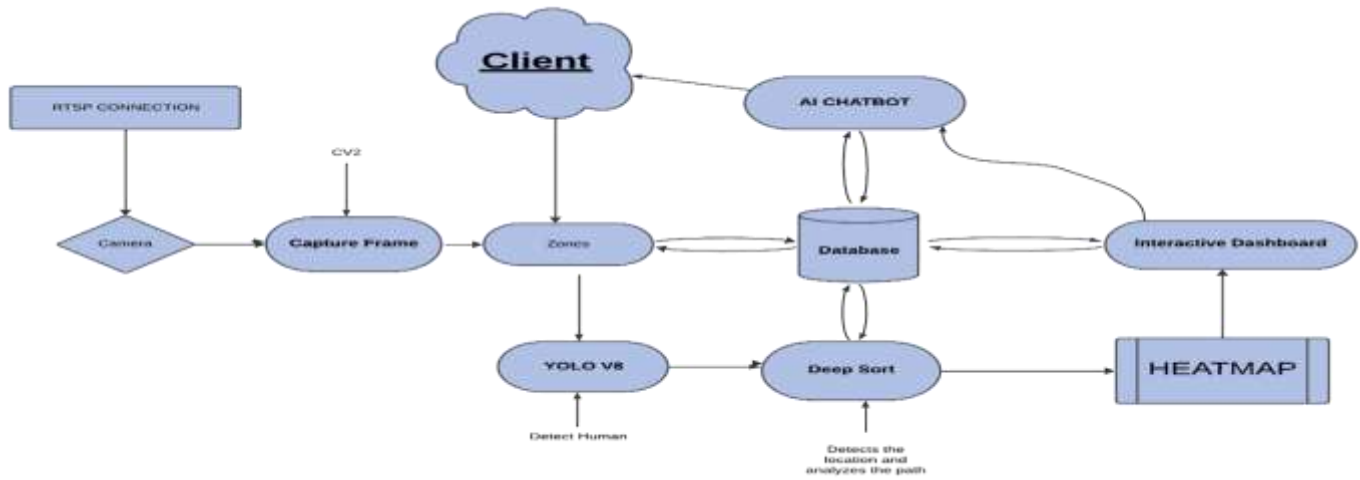 Client
RTSP CONNECTION
AI CHATBOT
CV2
Camera
Capture Frame
Zones
Database
Interactive Dashboard
YOLO V8
Deep Sort
HEATMAP
Detect Human
Detects the
location and
analyzes the path